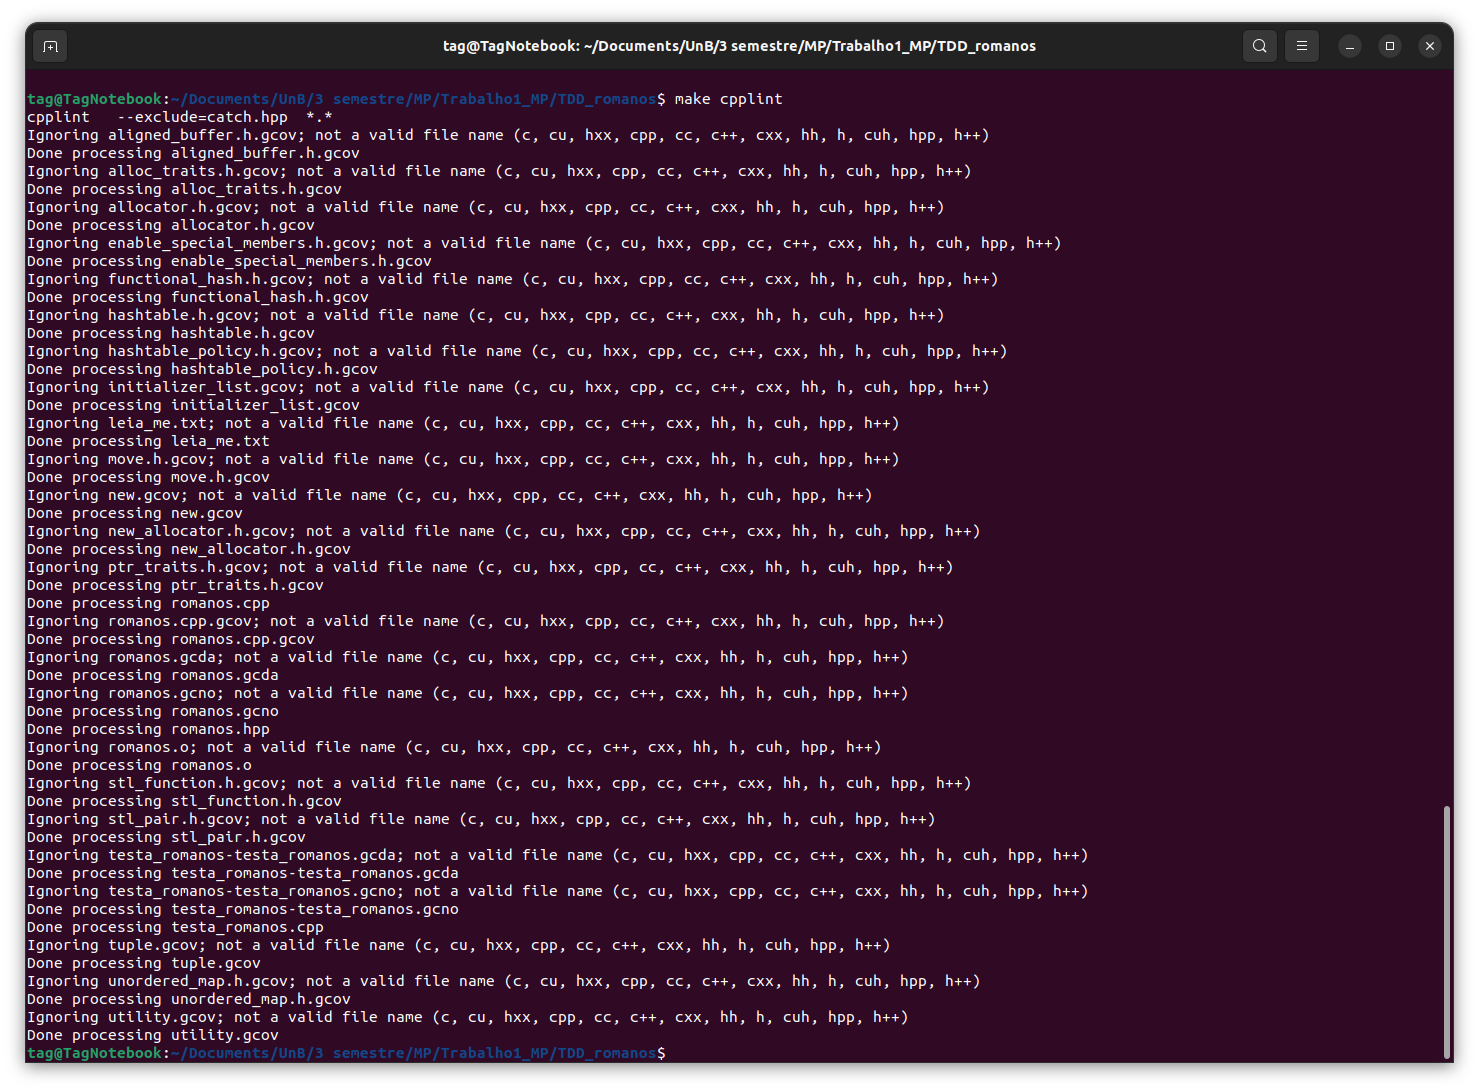 tag@TagNotebook: ~/Documents/UnB/3 semestre/MP/Trabalho1_MP/TDD_romanos
tag@TagNotebook:~/Documents/UnB/3 semestre/MP/Trabalho1_MP/TDD_romanos$ make cpplint
cpplint   --exclude=catch.hpp  *.*
Ignoring aligned_buffer.h.gcov; not a valid file name (c, cu, hxx, cpp, cc, c++, cxx, hh, h, cuh, hpp, h++)
Done processing aligned_buffer.h.gcov
Ignoring alloc_traits.h.gcov; not a valid file name (c, cu, hxx, cpp, cc, c++, cxx, hh, h, cuh, hpp, h++)
Done processing alloc_traits.h.gcov
Ignoring allocator.h.gcov; not a valid file name (c, cu, hxx, cpp, cc, c++, cxx, hh, h, cuh, hpp, h++)
Done processing allocator.h.gcov
Ignoring enable_special_members.h.gcov; not a valid file name (c, cu, hxx, cpp, cc, c++, cxx, hh, h, cuh, hpp, h++)
Done processing enable_special_members.h.gcov
Ignoring functional_hash.h.gcov; not a valid file name (c, cu, hxx, cpp, cc, c++, cxx, hh, h, cuh, hpp, h++)
Done processing functional_hash.h.gcov
Ignoring hashtable.h.gcov; not a valid file name (c, cu, hxx, cpp, cc, c++, cxx, hh, h, cuh, hpp, h++)
Done processing hashtable.h.gcov
Ignoring hashtable_policy.h.gcov; not a valid file name (c, cu, hxx, cpp, cc, c++, cxx, hh, h, cuh, hpp, h++)
Done processing hashtable_policy.h.gcov
Ignoring initializer_list.gcov; not a valid file name (c, cu, hxx, cpp, cc, c++, cxx, hh, h, cuh, hpp, h++)
Done processing initializer_list.gcov
Ignoring leia_me.txt; not a valid file name (c, cu, hxx, cpp, cc, c++, cxx, hh, h, cuh, hpp, h++)
Done processing leia_me.txt
Ignoring move.h.gcov; not a valid file name (c, cu, hxx, cpp, cc, c++, cxx, hh, h, cuh, hpp, h++)
Done processing move.h.gcov
Ignoring new.gcov; not a valid file name (c, cu, hxx, cpp, cc, c++, cxx, hh, h, cuh, hpp, h++)
Done processing new.gcov
Ignoring new_allocator.h.gcov; not a valid file name (c, cu, hxx, cpp, cc, c++, cxx, hh, h, cuh, hpp, h++)
Done processing new_allocator.h.gcov
Ignoring ptr_traits.h.gcov; not a valid file name (c, cu, hxx, cpp, cc, c++, cxx, hh, h, cuh, hpp, h++)
Done processing ptr_traits.h.gcov
Done processing romanos.cpp
Ignoring romanos.cpp.gcov; not a valid file name (c, cu, hxx, cpp, cc, c++, cxx, hh, h, cuh, hpp, h++)
Done processing romanos.cpp.gcov
Ignoring romanos.gcda; not a valid file name (c, cu, hxx, cpp, cc, c++, cxx, hh, h, cuh, hpp, h++)
Done processing romanos.gcda
Ignoring romanos.gcno; not a valid file name (c, cu, hxx, cpp, cc, c++, cxx, hh, h, cuh, hpp, h++)
Done processing romanos.gcno
Done processing romanos.hpp
Ignoring romanos.o; not a valid file name (c, cu, hxx, cpp, cc, c++, cxx, hh, h, cuh, hpp, h++)
Done processing romanos.o
Ignoring stl_function.h.gcov; not a valid file name (c, cu, hxx, cpp, cc, c++, cxx, hh, h, cuh, hpp, h++)
Done processing stl_function.h.gcov
Ignoring stl_pair.h.gcov; not a valid file name (c, cu, hxx, cpp, cc, c++, cxx, hh, h, cuh, hpp, h++)
Done processing stl_pair.h.gcov
Ignoring testa_romanos-testa_romanos.gcda; not a valid file name (c, cu, hxx, cpp, cc, c++, cxx, hh, h, cuh, hpp, h++)
Done processing testa_romanos-testa_romanos.gcda
Ignoring testa_romanos-testa_romanos.gcno; not a valid file name (c, cu, hxx, cpp, cc, c++, cxx, hh, h, cuh, hpp, h++)
Done processing testa_romanos-testa_romanos.gcno
Done processing testa_romanos.cpp
Ignoring tuple.gcov; not a valid file name (c, cu, hxx, cpp, cc, c++, cxx, hh, h, cuh, hpp, h++)
Done processing tuple.gcov
Ignoring unordered_map.h.gcov; not a valid file name (c, cu, hxx, cpp, cc, c++, cxx, hh, h, cuh, hpp, h++)
Done processing unordered_map.h.gcov
Ignoring utility.gcov; not a valid file name (c, cu, hxx, cpp, cc, c++, cxx, hh, h, cuh, hpp, h++)
Done processing utility.gcov
tag@TagNotebook:~/Documents/UnB/3 semestre/MP/Trabalho1_MP/TDD_romanos$